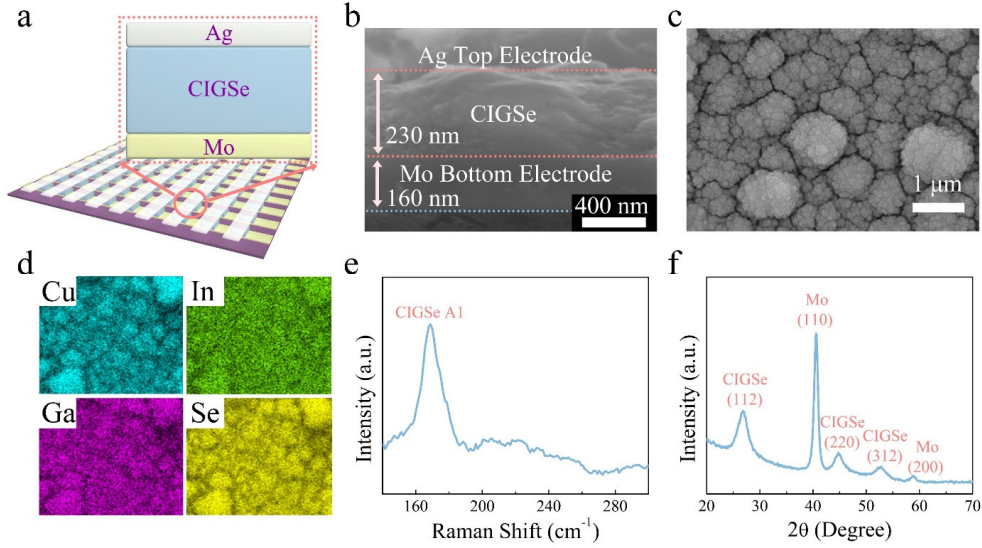 a
Ag
CIGSe
Mo
b
Ag Top Electrode
CIGSe
230 nm
Mo Bottom Electrode
160 nm
400 nm
c
1 μm
d
Cu
In
Ga
Se
e
CIGSe A1
Intensity (a.u.)
160 200 240 280
Raman Shift (cm⁻¹)
f
Mo
(110)
CIGSe
(112)
CIGSe
(220)
CIGSe
(312)
Mo
(200)
Intensity (a.u.)
20 30 40 50 60 70
2θ (Degree)